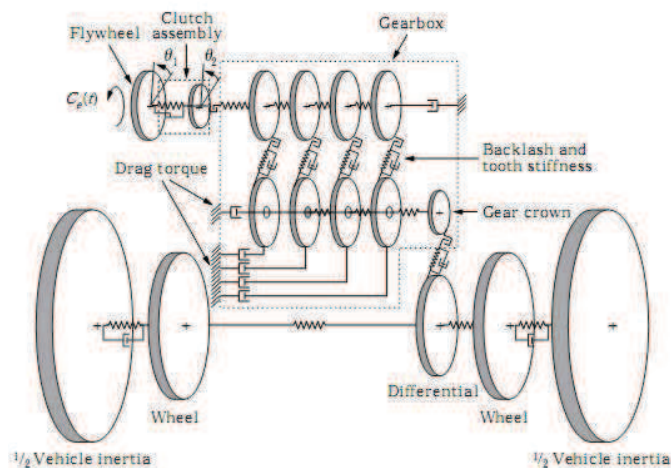 Clutch
assembly
Flywheel
Gearbox
θ1
θ2
Ce(t)
Backlash and
tooth stiffness
Drag torque
Gear crown
Differential
Wheel
Wheel
1/2 Vehicle inertia
1/2 Vehicle inertia